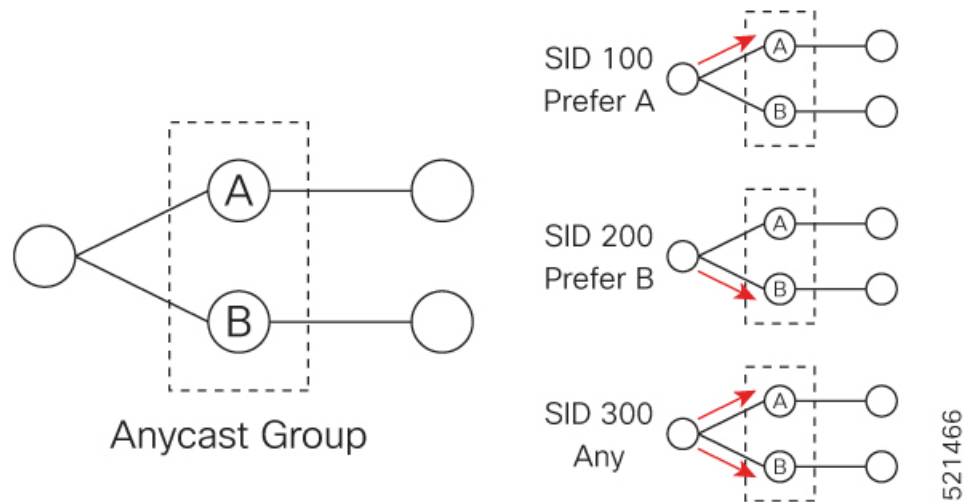 A
B
Anycast Group
SID 100
Prefer A
A
B
SID 200
Prefer B
A
B
SID 300
Any
A
B
521466